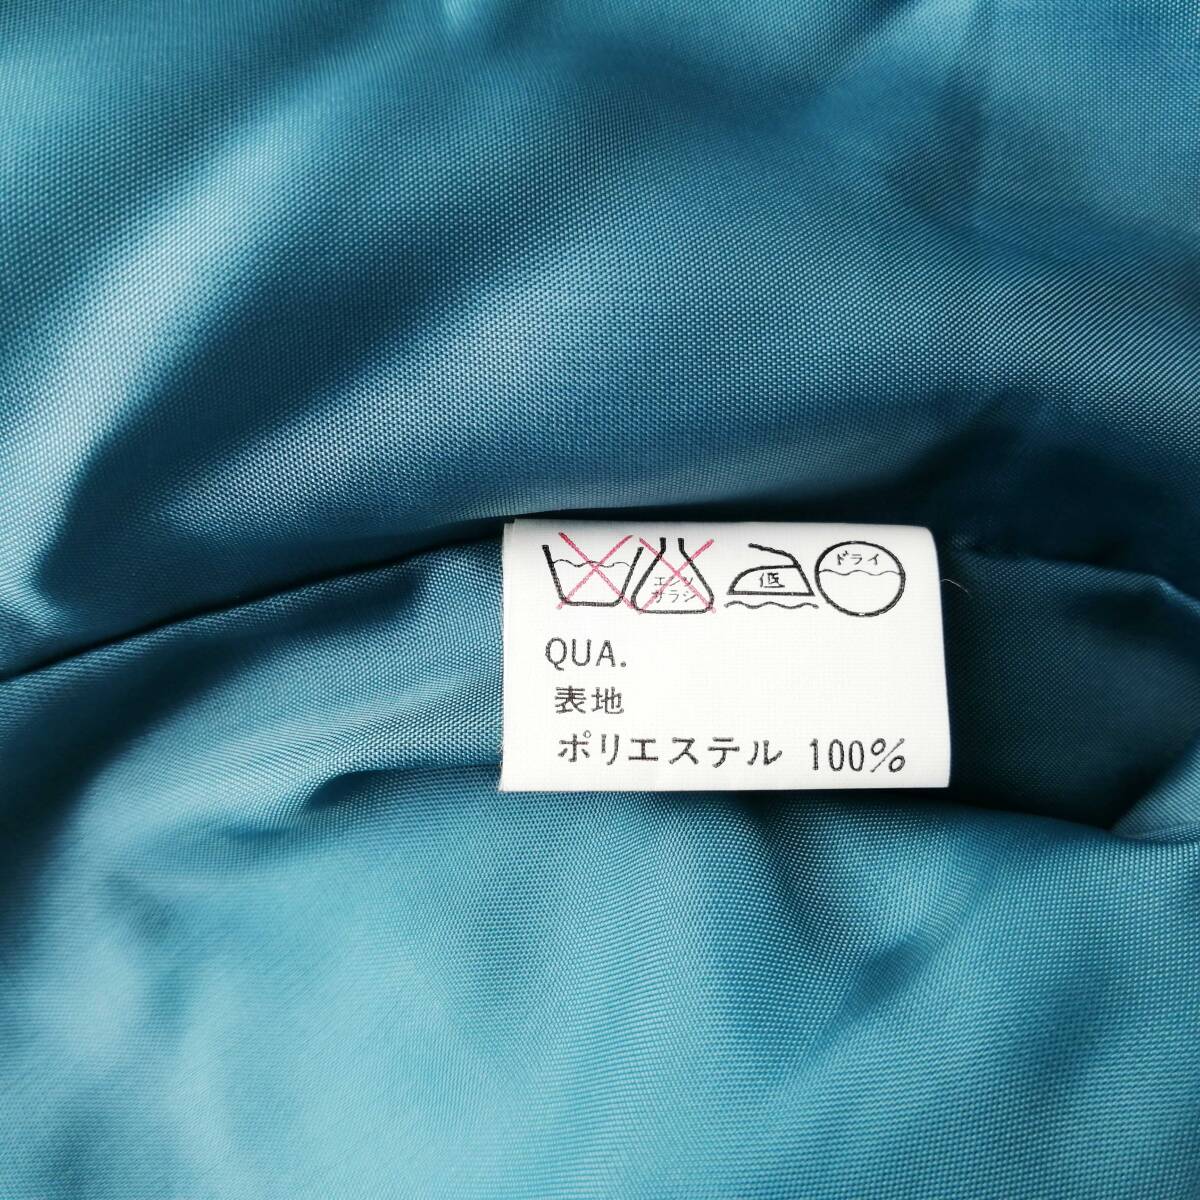 エンソ
サラシ
低
ドライ
QUA.
表地
ポリエステル 100%